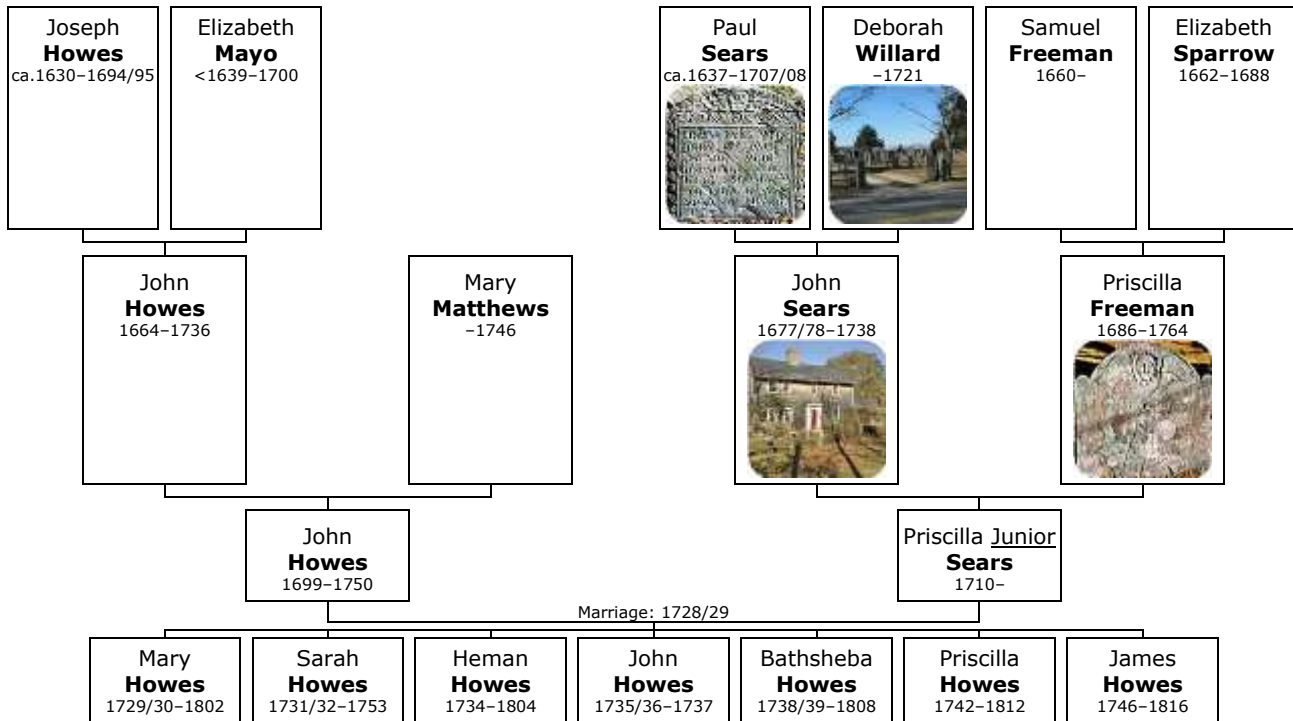 Joseph
Howes
ca.1630–1694/95
Elizabeth
Mayo
<1639–1700
Paul
Sears
ca.1637–1707/08
Deborah
Willard
–1721
Samuel
Freeman
1660–
Elizabeth
Sparrow
1662–1688
John
Howes
1664–1736
Mary
Matthews
–1746
John
Sears
1677/78–1738
Priscilla
Freeman
1686–1764
John
Howes
1699–1750
Priscilla Junior
Sears
1710–
Marriage: 1728/29
Mary
Howes
1729/30–1802
Sarah
Howes
1731/32–1753
Heman
Howes
1734–1804
John
Howes
1735/36–1737
Bathsheba
Howes
1738/39–1808
Priscilla
Howes
1742–1812
James
Howes
1746–1816